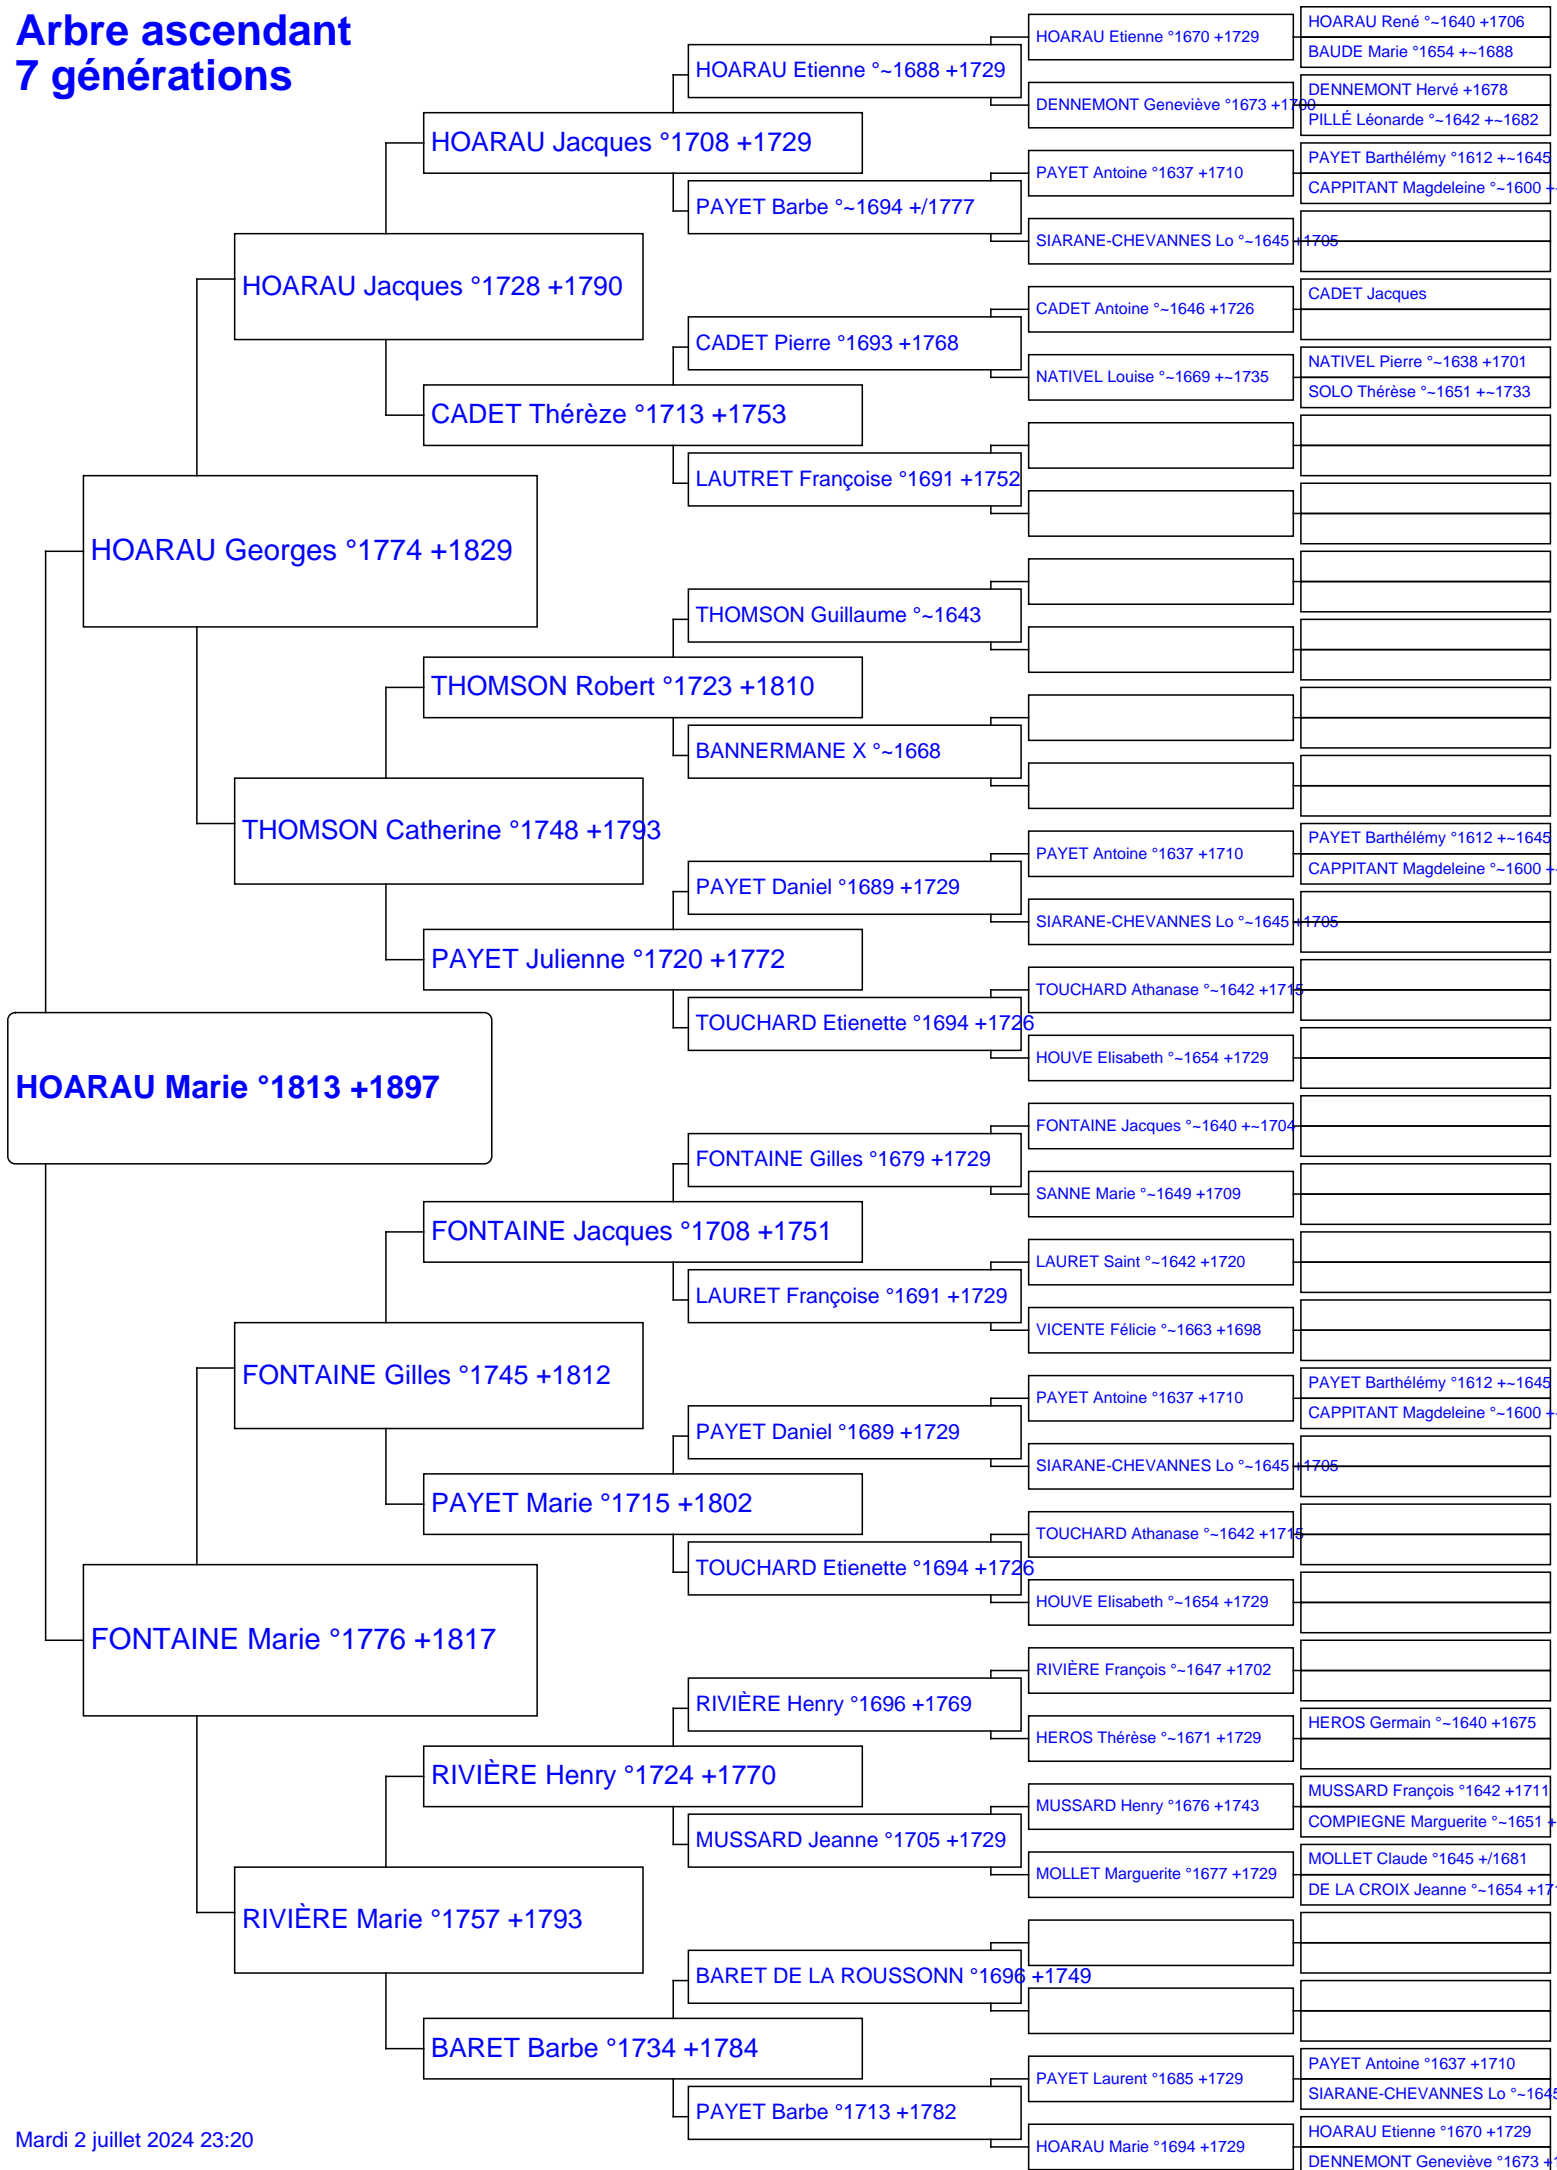 Arbre ascendant
7 générations
HOARAU Marie °1813 +1897
HOARAU Georges °1774 +1829
FONTAINE Marie °1776 +1817
HOARAU Jacques °1728 +1790
THOMSON Catherine °1748 +1793
FONTAINE Gilles °1745 +1812
RIVIÈRE Marie °1757 +1793
HOARAU Jacques °1708 +1729
CADET Thérèze °1713 +1753
THOMSON Robert °1723 +1810
PAYET Julienne °1720 +1772
FONTAINE Jacques °1708 +1751
PAYET Marie °1715 +1802
RIVIÈRE Henry °1724 +1770
BARET Barbe °1734 +1784
HOARAU Etienne °~1688 +1729
PAYET Barbe °~1694 +/1777
CADET Pierre °1693 +1768
LAUTRET Françoise °1691 +1752
THOMSON Guillaume °~1643
BANNERMANE X °~1668
PAYET Daniel °1689 +1729
TOUCHARD Etienette °1694 +1726
FONTAINE Gilles °1679 +1729
LAURET Françoise °1691 +1729
PAYET Daniel °1689 +1729
TOUCHARD Etienette °1694 +1726
RIVIÈRE Henry °1696 +1769
MUSSARD Jeanne °1705 +1729
BARET DE LA ROUSSONN °1696 +1749
PAYET Barbe °1713 +1782
HOARAU Etienne °1670 +1729
DENNEMONT Geneviève °1673 +1700
PAYET Antoine °1637 +1710
SIARANE-CHEVANNES Lo °~1645 +1705
CADET Antoine °~1646 +1726
NATIVEL Louise °~1669 +~1735
PAYET Antoine °1637 +1710
SIARANE-CHEVANNES Lo °~1645 +1705
TOUCHARD Athanase °~1642 +1715
HOUVE Elisabeth °~1654 +1729
FONTAINE Jacques °~1640 +~1704
SANNE Marie °~1649 +1709
LAURET Saint °~1642 +1720
VICENTE Félicie °~1663 +1698
PAYET Antoine °1637 +1710
SIARANE-CHEVANNES Lo °~1645 +1705
TOUCHARD Athanase °~1642 +1715
HOUVE Elisabeth °~1654 +1729
RIVIÈRE François °~1647 +1702
HEROS Thérèse °~1671 +1729
MUSSARD Henry °1676 +1743
MOLLET Marguerite °1677 +1729
PAYET Laurent °1685 +1729
HOARAU Marie °1694 +1729
HOARAU René °~1640 +1706
BAUDE Marie °1654 +~1688
DENNEMONT Hervé +1678
PILLÉ Léonarde °~1642 +~1682
PAYET Barthélémy °1612 +~1645
CAPPITANT Magdeleine °~1600
CADET Jacques
NATIVEL Pierre °~1638 +1701
SOLO Thérèse °~1651 +~1733
PAYET Barthélémy °1612 +~1645
CAPPITANT Magdeleine °~1600
PAYET Barthélémy °1612 +~1645
CAPPITANT Magdeleine °~1600
HEROS Germain °~1640 +1675
MUSSARD François °1642 +1711
COMPIEGNE Marguerite °~1651
MOLLET Claude °1645 +/1681
DE LA CROIX Jeanne °~1654
PAYET Antoine °1637 +1710
SIARANE-CHEVANNES Lo °~1645
HOARAU Etienne °1670 +1729
DENNEMONT Geneviève °1673
Mardi 2 juillet 2024 23:20